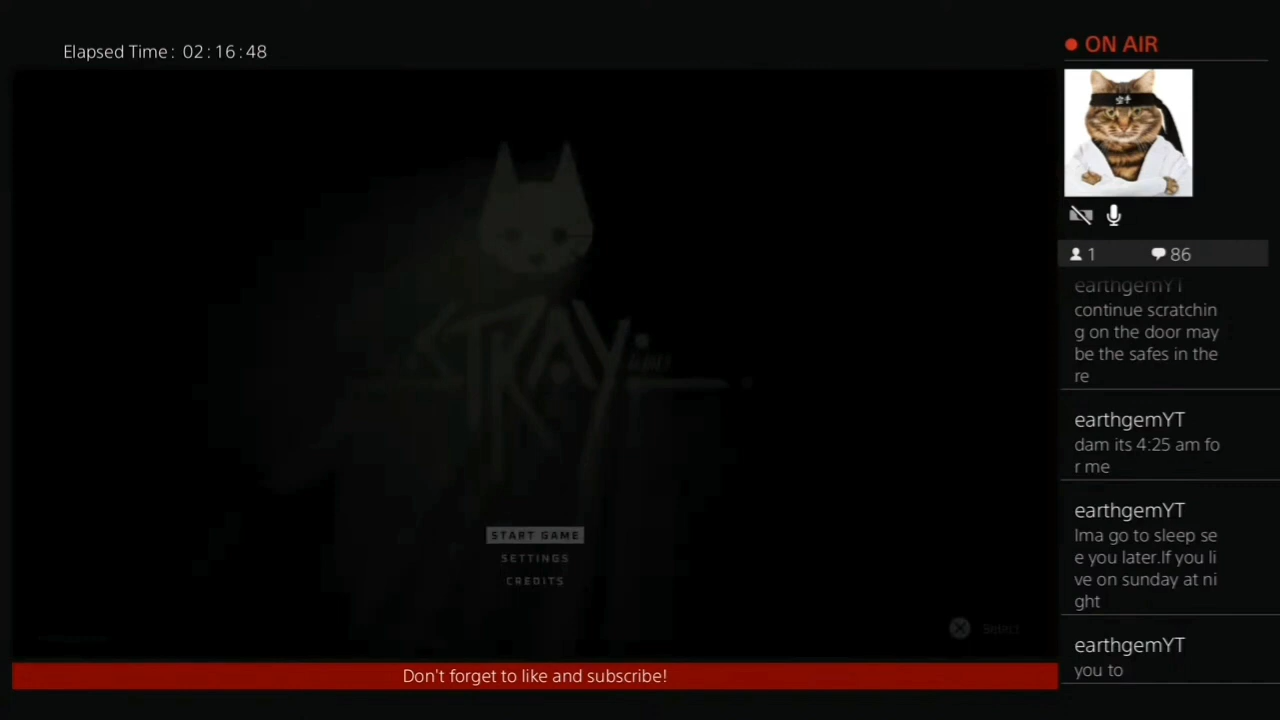 Elapsed Time: 02:16:48
ON AIR
1
86
earthgemYT
continue scratchin
g on the door may
be the safes in the
re
earthgemYT
dam its 4:25 am fo
r me
earthgemYT
Ima go to sleep se
e you later.If you li
ve on sunday at ni
ght
earthgemYT
you to
STRAY
START GAME
SETTINGS
CREDITS
Select
Don't forget to like and subscribe!